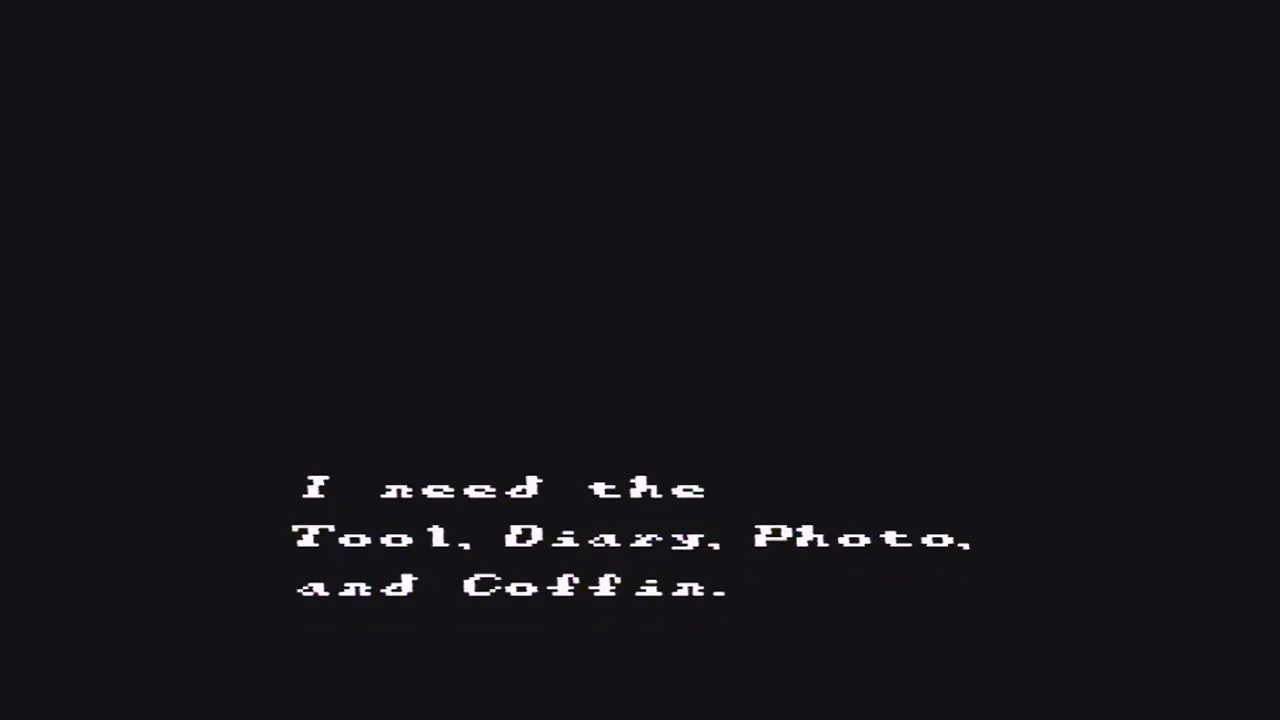 I need the
Tool, Diary, Photo,
and Coffin.